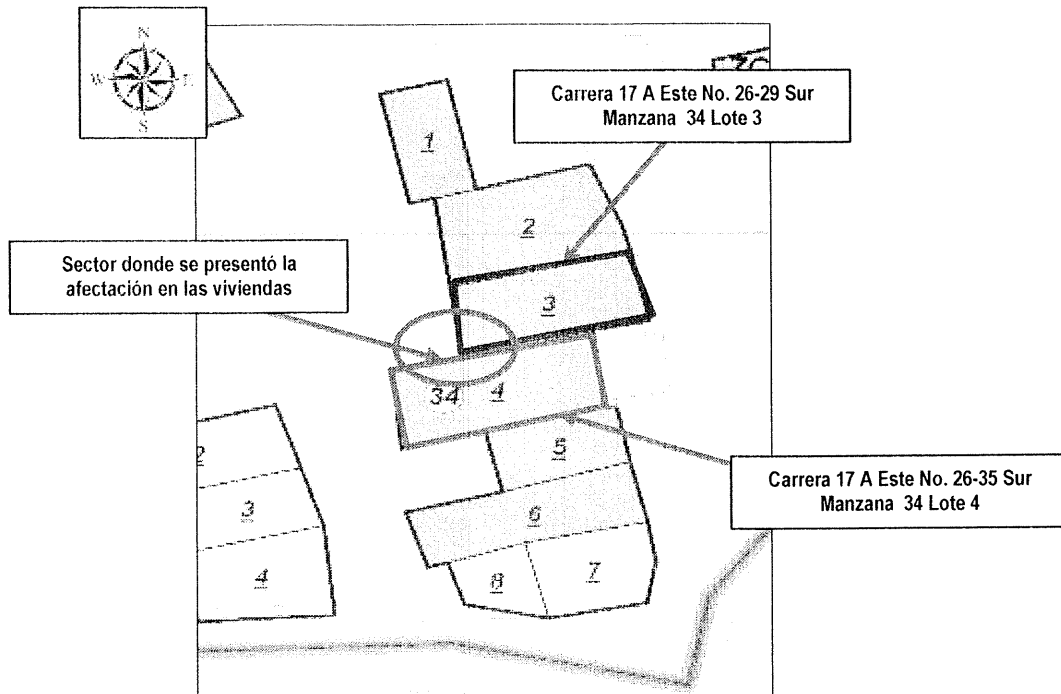 N
W E
S
Carrera 17 A Este No. 26-29 Sur
Manzana 34 Lote 3
1
2
Sector donde se presentó la
afectación en las viviendas
3
34 4
2
5
Carrera 17 A Este No. 26-35 Sur
Manzana 34 Lote 4
3
6
4
8
7